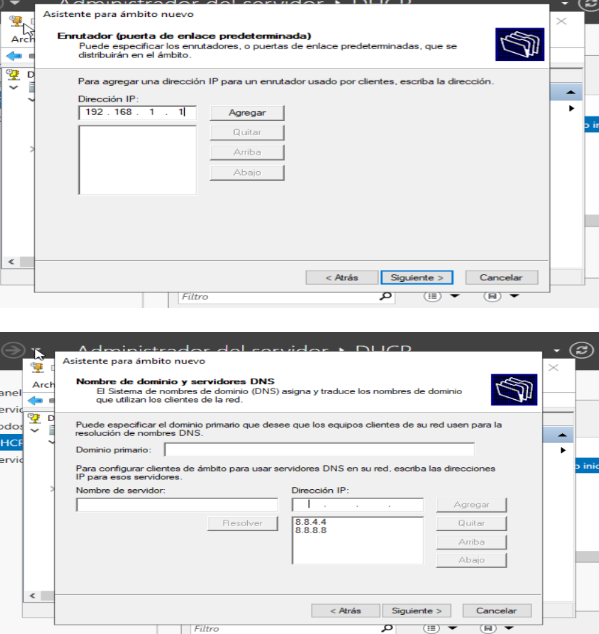 Administrador del servidor ▸ DHCP
Asistente para ámbito nuevo
Enrutador (puerta de enlace predeterminada)
Puede especificar los enrutadores, o puertas de enlace predeterminadas, que se
distribuirán en el ámbito.
Arch
Para agregar una dirección IP para un enrutador usado por clientes, escriba la dirección.
D
Dirección IP:
192 . 168 . 1 . 1
Agregar
Quitar
Arriba
Abajo
< Atrás
Siguiente >
Cancelar
Filtro
Administrador del servidor ▸ DHCP
Asistente para ámbito nuevo
Nombre de dominio y servidores DNS
El Sistema de nombres de dominio (DNS) asigna y traduce los nombres de dominio
que utilizan los clientes de la red.
Arch
Puede especificar el dominio primario que desee que los equipos clientes de su red usen para la
resolución de nombres DNS.
D
Dominio primario:
Para configurar clientes de ámbito para usar servidores DNS en su red, escriba las direcciones
IP para esos servidores.
Nombre de servidor:
Dirección IP:
Agregar
Resolver
8.8.4.4
8.8.8.8
Quitar
Arriba
Abajo
< Atrás
Siguiente >
Cancelar
Filtro